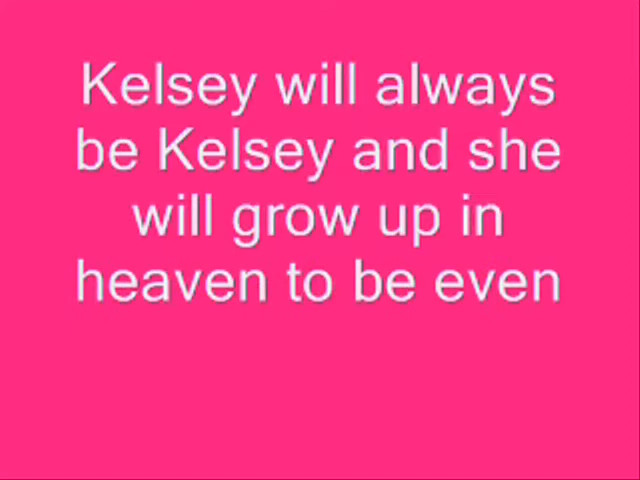 Kelsey will always
be Kelsey and she
will grow up in
heaven to be even